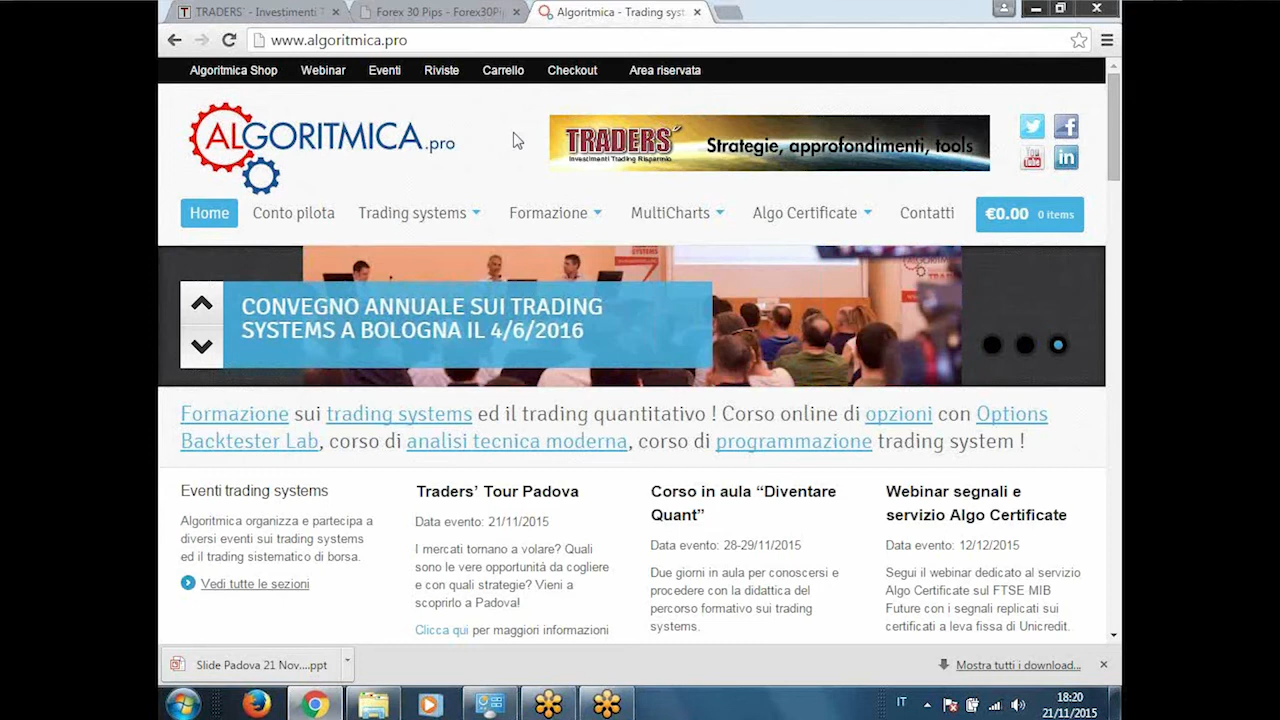 TRADERS` - Investimenti T
Forex 30 Pips - Forex30Pi
Algoritmica - Trading syst
www.algoritmica.pro
Algoritmica Shop Webinar Eventi Riviste Carrello Checkout Area riservata
ALGORITMICA.pro
TRADERS´
Investimenti Trading Risparmio
Strategie, approfondimenti, tools
You Tube
Home Conto pilota Trading systems Formazione MultiCharts Algo Certificate Contatti €0.00 0 items
CONVEGNO ANNUALE SUI TRADING
SYSTEMS A BOLOGNA IL 4/6/2016
Formazione sui trading systems ed il trading quantitativo ! Corso online di opzioni con Options
Backtester Lab, corso di analisi tecnica moderna, corso di programmazione trading system !
Eventi trading systems
Algoritmica organizza e partecipa a
diversi eventi sui trading systems
ed il trading sistematico di borsa.
Vedi tutte le sezioni
Traders’ Tour Padova
Data evento: 21/11/2015
I mercati tornano a volare? Quali
sono le vere opportunità da cogliere
e con quali strategie? Vieni a
scoprirlo a Padova!
Clicca qui per maggiori informazioni
Corso in aula “Diventare
Quant”
Data evento: 28-29/11/2015
Due giorni in aula per conoscersi e
procedere con la didattica del
percorso formativo sui trading
systems.
Webinar segnali e
servizio Algo Certificate
Data evento: 12/12/2015
Segui il webinar dedicato al servizio
Algo Certificate sul FTSE MIB
Future con i segnali replicati sui
certificati a leva fissa di Unicredit.
Slide Padova 21 Nov....ppt
Mostra tutti i download...
IT
18:20
21/11/2015